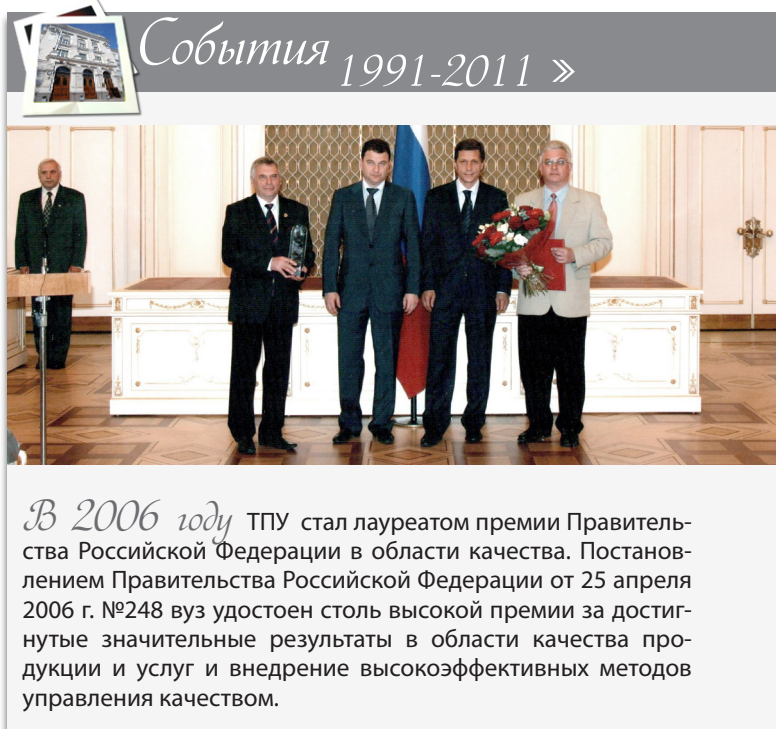 События
1991-2011 »
В 2006 году ТПУ стал лауреатом премии Правитель-
ства Российской Федерации в области качества. Постанов-
лением Правительства Российской Федерации от 25 апреля
2006 г. №248 вуз удостоен столь высокой премии за достиг-
нутые значительные результаты в области качества про-
дукции и услуг и внедрение высокоэффективных методов
управления качеством.